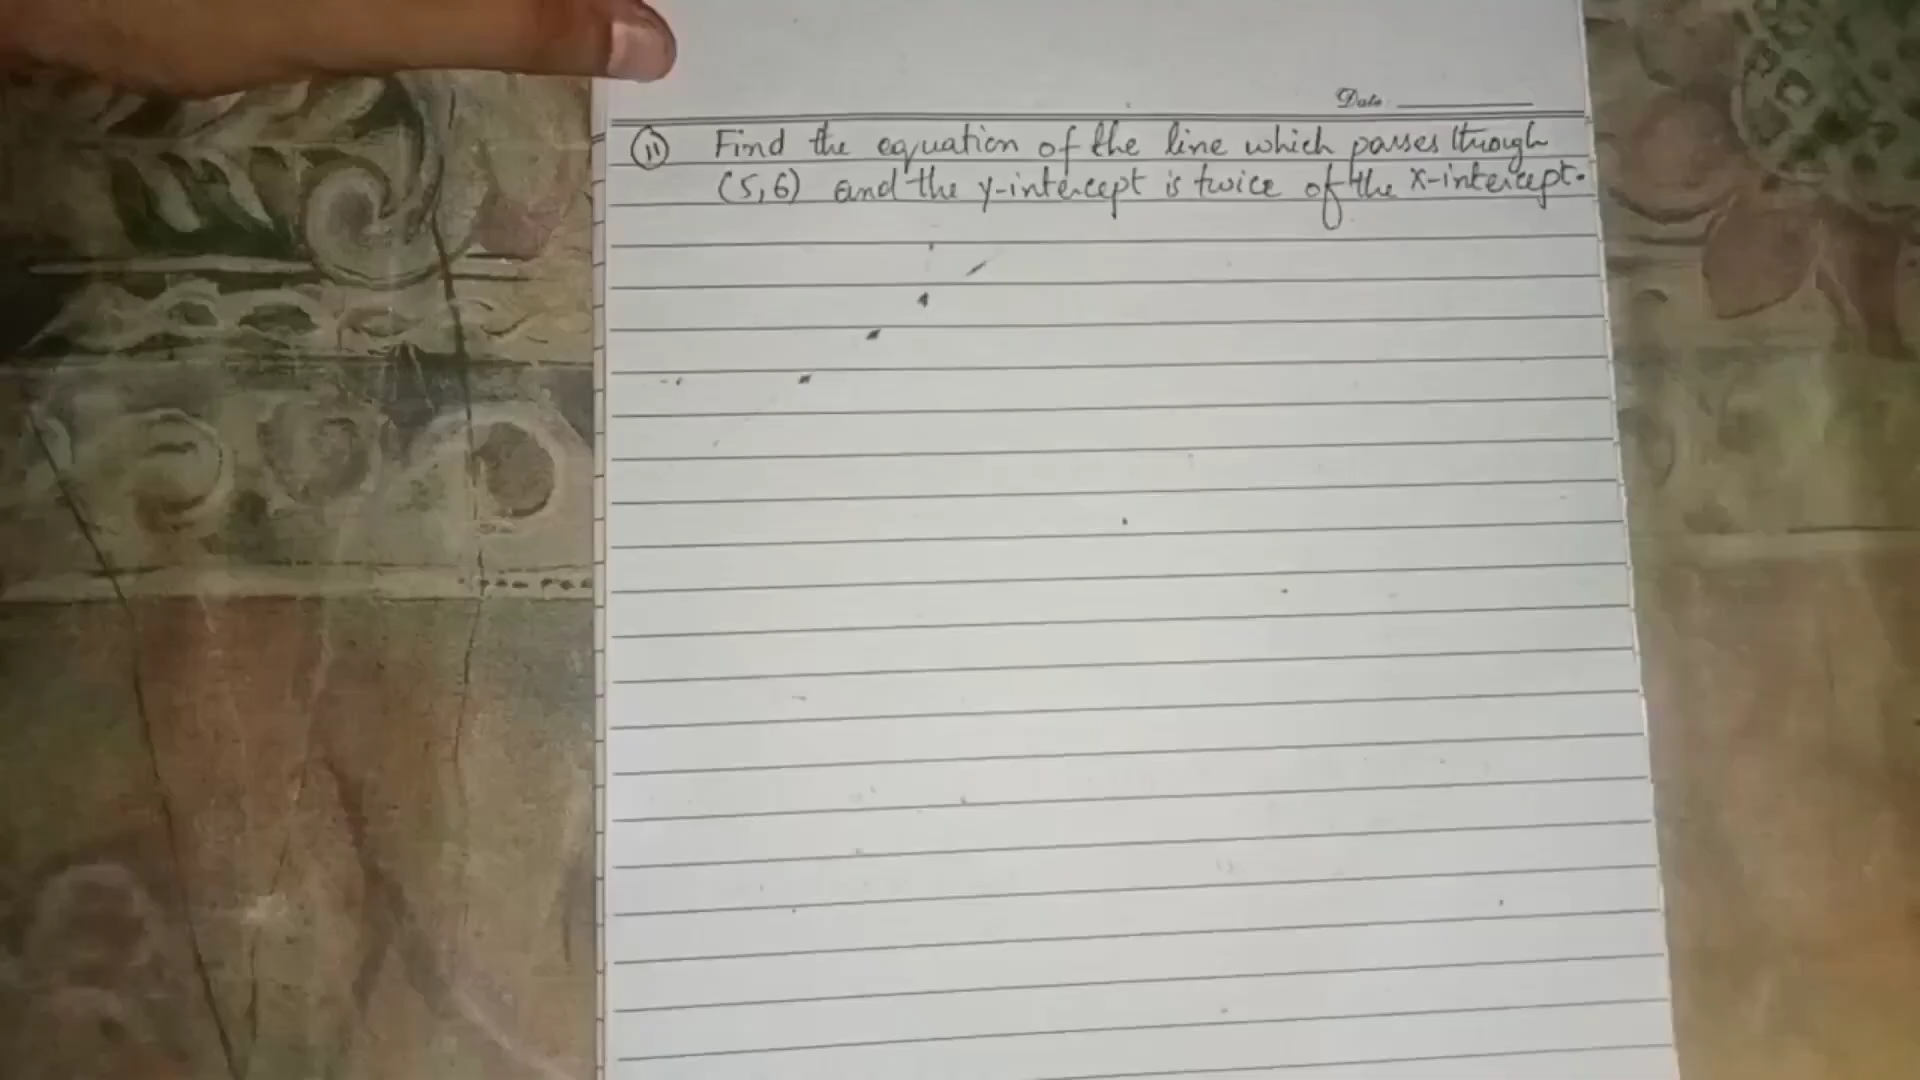 Date
11 Find the equation of the line which passes through
(5,6) and the y-intercept is twice of the x-intercept.